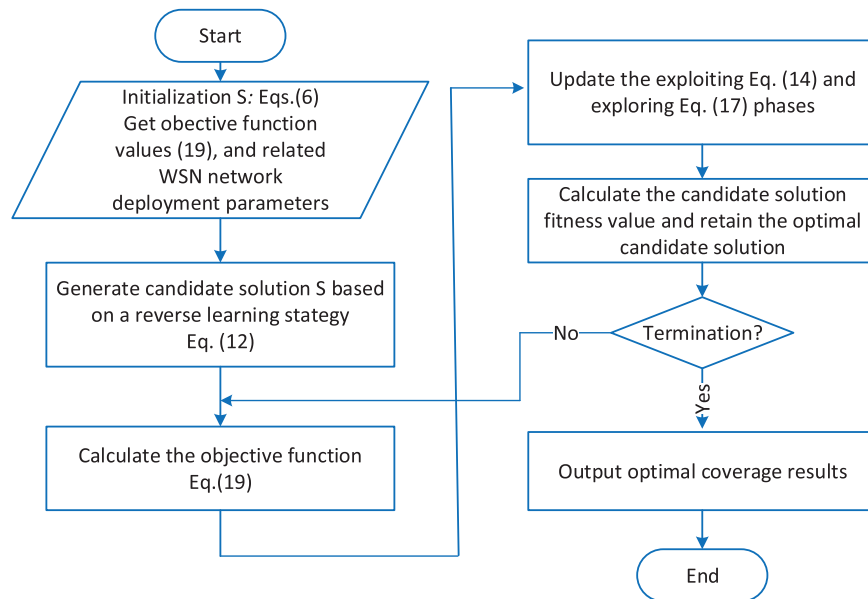 Start
Initialization S: Eqs.(6)
Get obective function
values (19), and related
WSN network
deployment parameters
Generate candidate solution S based
on a reverse learning stategy
Eq. (12)
Calculate the objective function
Eq.(19)
Update the exploiting Eq. (14) and
exploring Eq. (17) phases
Calculate the candidate solution
fitness value and retain the optimal
candidate solution
Termination?
No
Yes
Output optimal coverage results
End